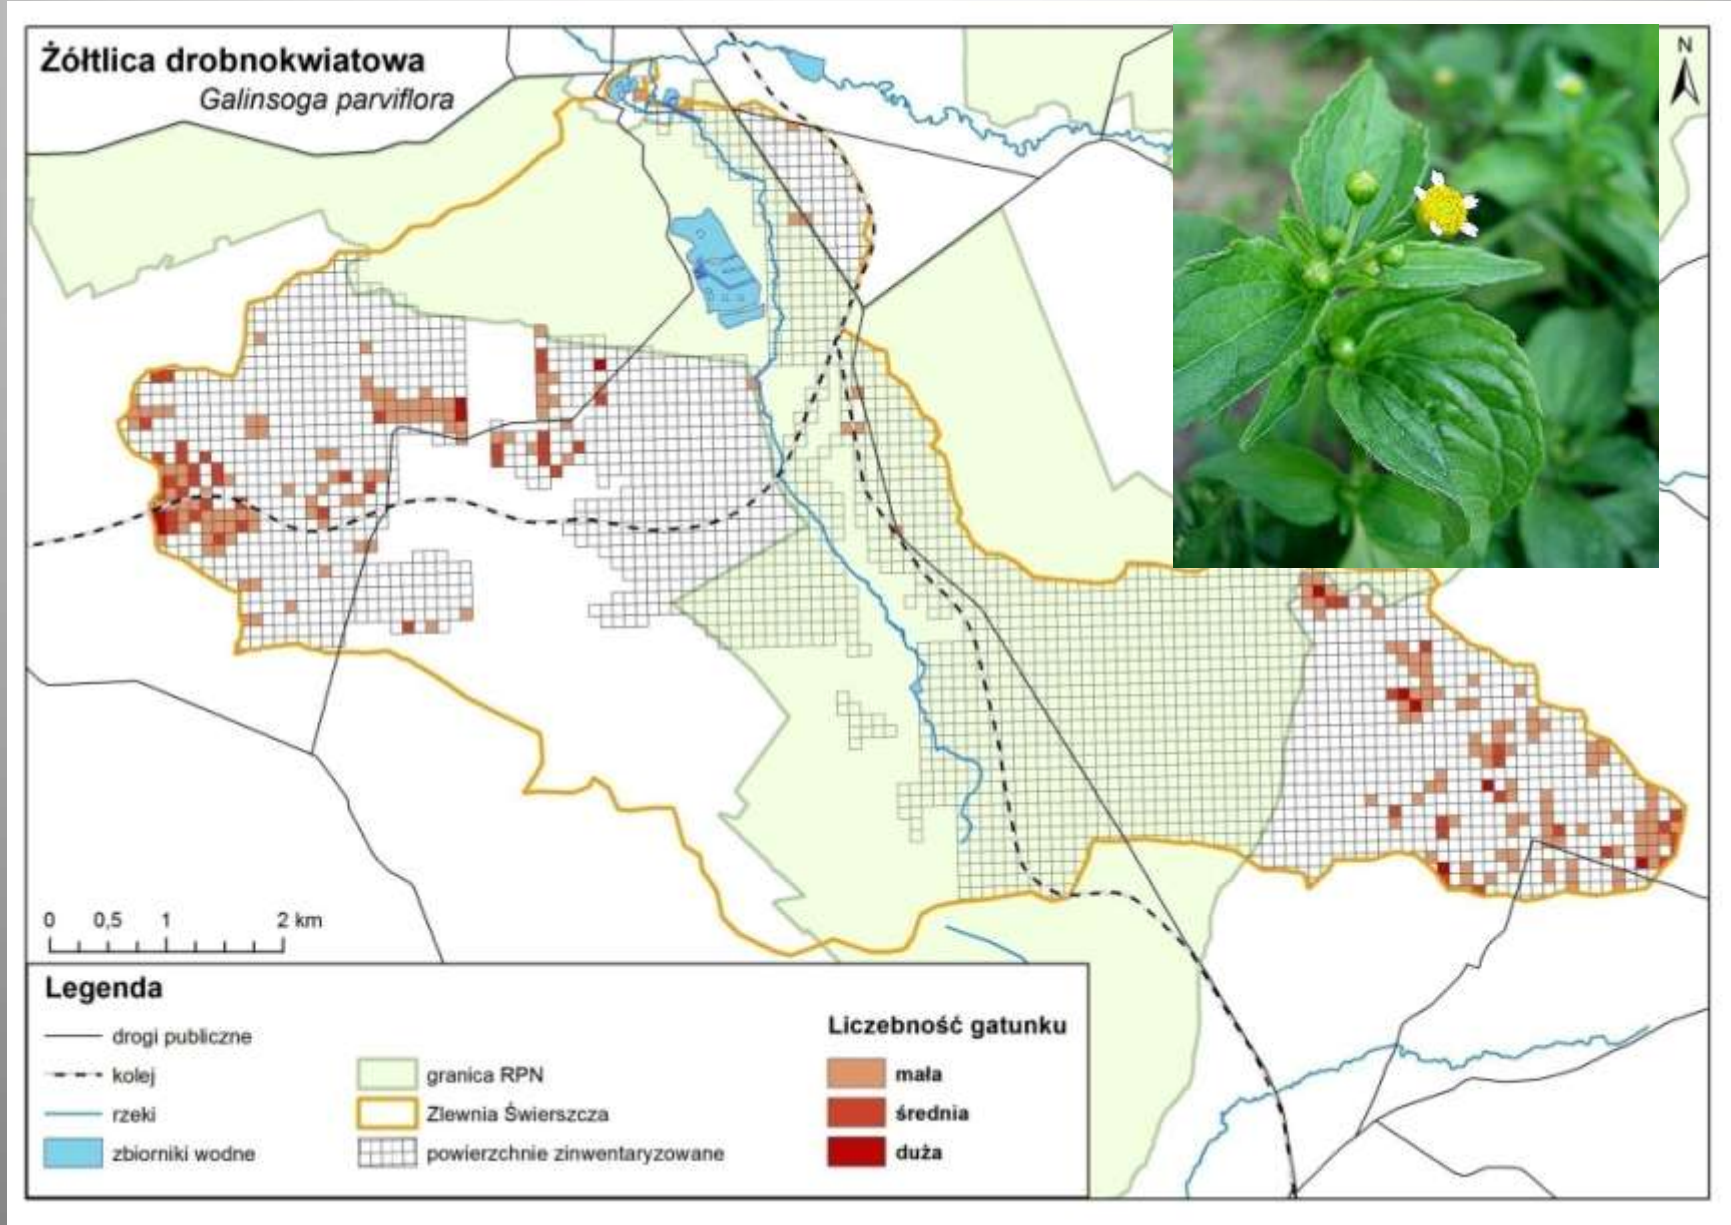 Żółtlica drobnokwiatowa
Galinsoga parviflora
N
0 0,5 1 2 km
Legenda
drogi publiczne
kolej
rzeki
zbiorniki wodne
granica RPN
Zlewnia Świerszcza
powierzchnie zinwentaryzowane
Liczebność gatunku
mała
średnia
duża